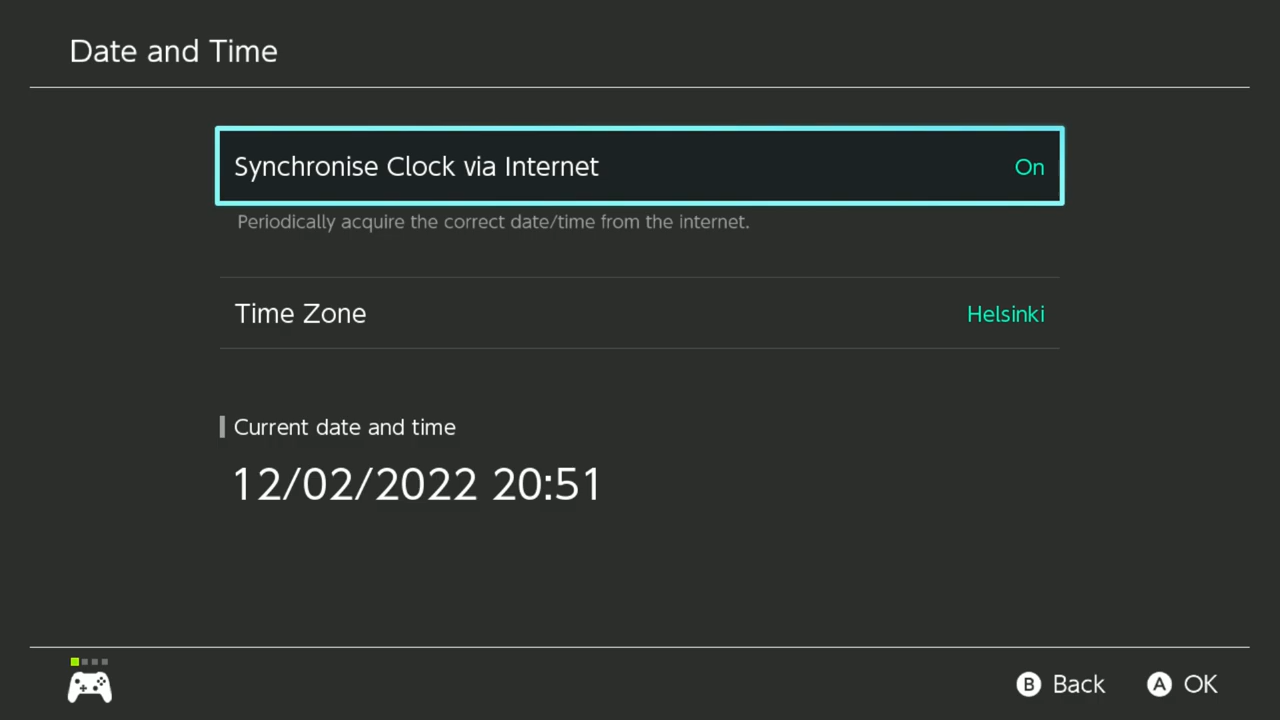 Date and Time
Synchronise Clock via Internet On
Periodically acquire the correct date/time from the internet.
Time Zone Helsinki
Current date and time
12/02/2022 20:51
B Back A OK